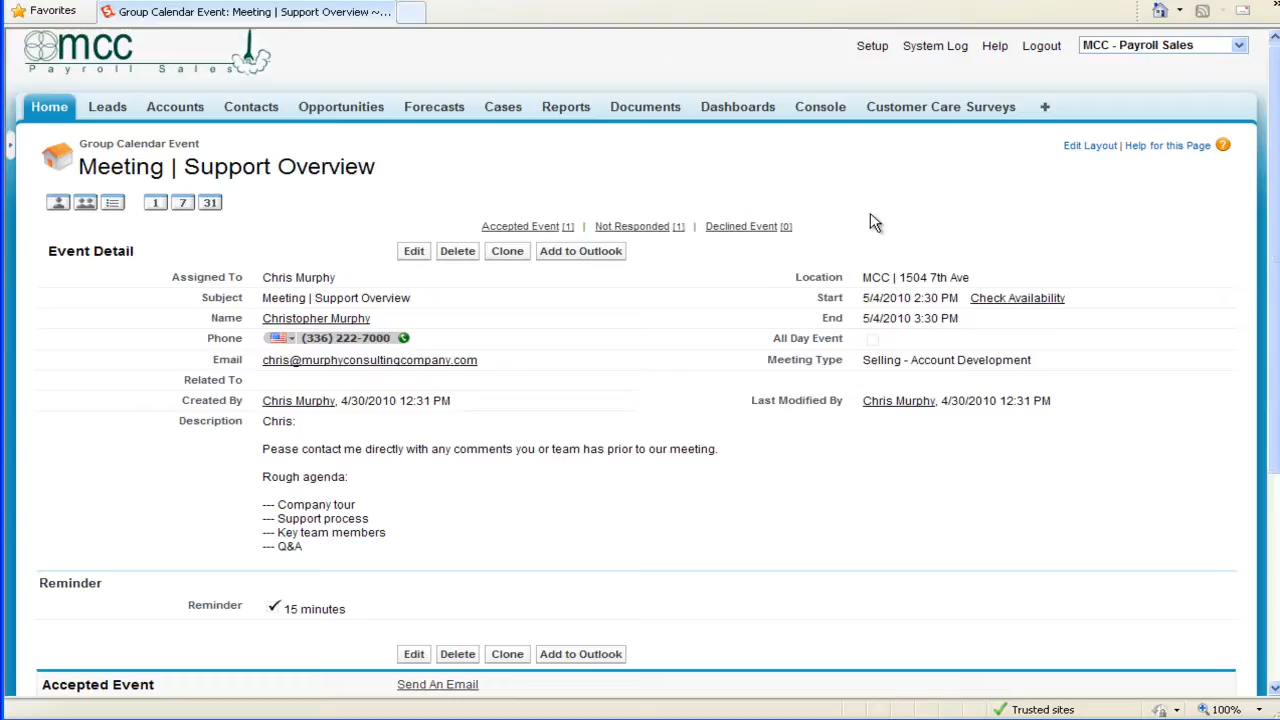 Favorites
Group Calendar Event: Meeting | Support Overview ~...
mcc
Payroll Sales
Setup System Log Help Logout MCC - Payroll Sales
Home Leads Accounts Contacts Opportunities Forecasts Cases Reports Documents Dashboards Console Customer Care Surveys +
Group Calendar Event
Meeting | Support Overview
Edit Layout | Help for this Page ?
1 7 31
Accepted Event [1] | Not Responded [1] | Declined Event [0]
Event Detail Edit Delete Clone Add to Outlook
Assigned To Chris Murphy Location MCC | 1504 7th Ave
Subject Meeting | Support Overview Start 5/4/2010 2:30 PM Check Availability
Name Christopher Murphy End 5/4/2010 3:30 PM
Phone (336) 222-7000 All Day Event
Email chris@murphyconsultingcompany.com Meeting Type Selling - Account Development
Related To
Created By Chris Murphy, 4/30/2010 12:31 PM Last Modified By Chris Murphy, 4/30/2010 12:31 PM
Description Chris:
Pease contact me directly with any comments you or team has prior to our meeting.
Rough agenda:
--- Company tour
--- Support process
--- Key team members
--- Q&A
Reminder
Reminder 15 minutes
Edit Delete Clone Add to Outlook
Accepted Event Send An Email
Trusted sites 100%